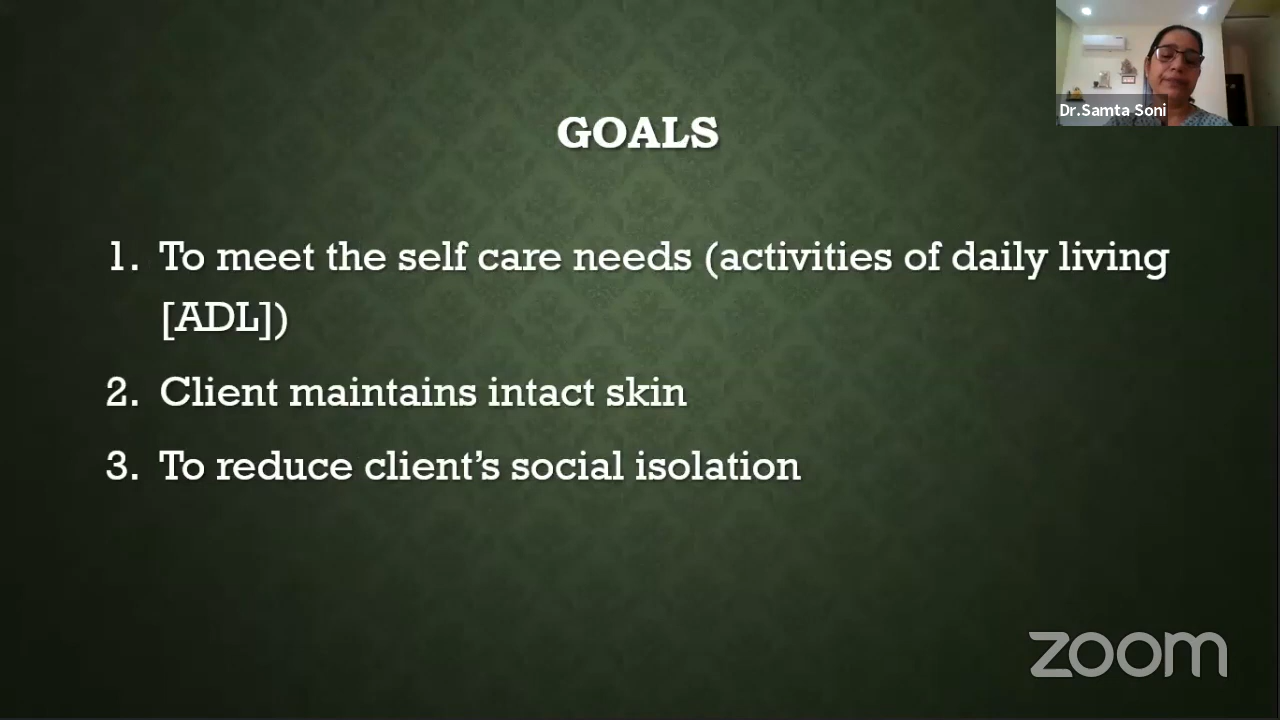 Dr.Samta Soni
GOALS
1. To meet the self care needs (activities of daily living
[ADL])
2. Client maintains intact skin
3. To reduce client’s social isolation
zoom